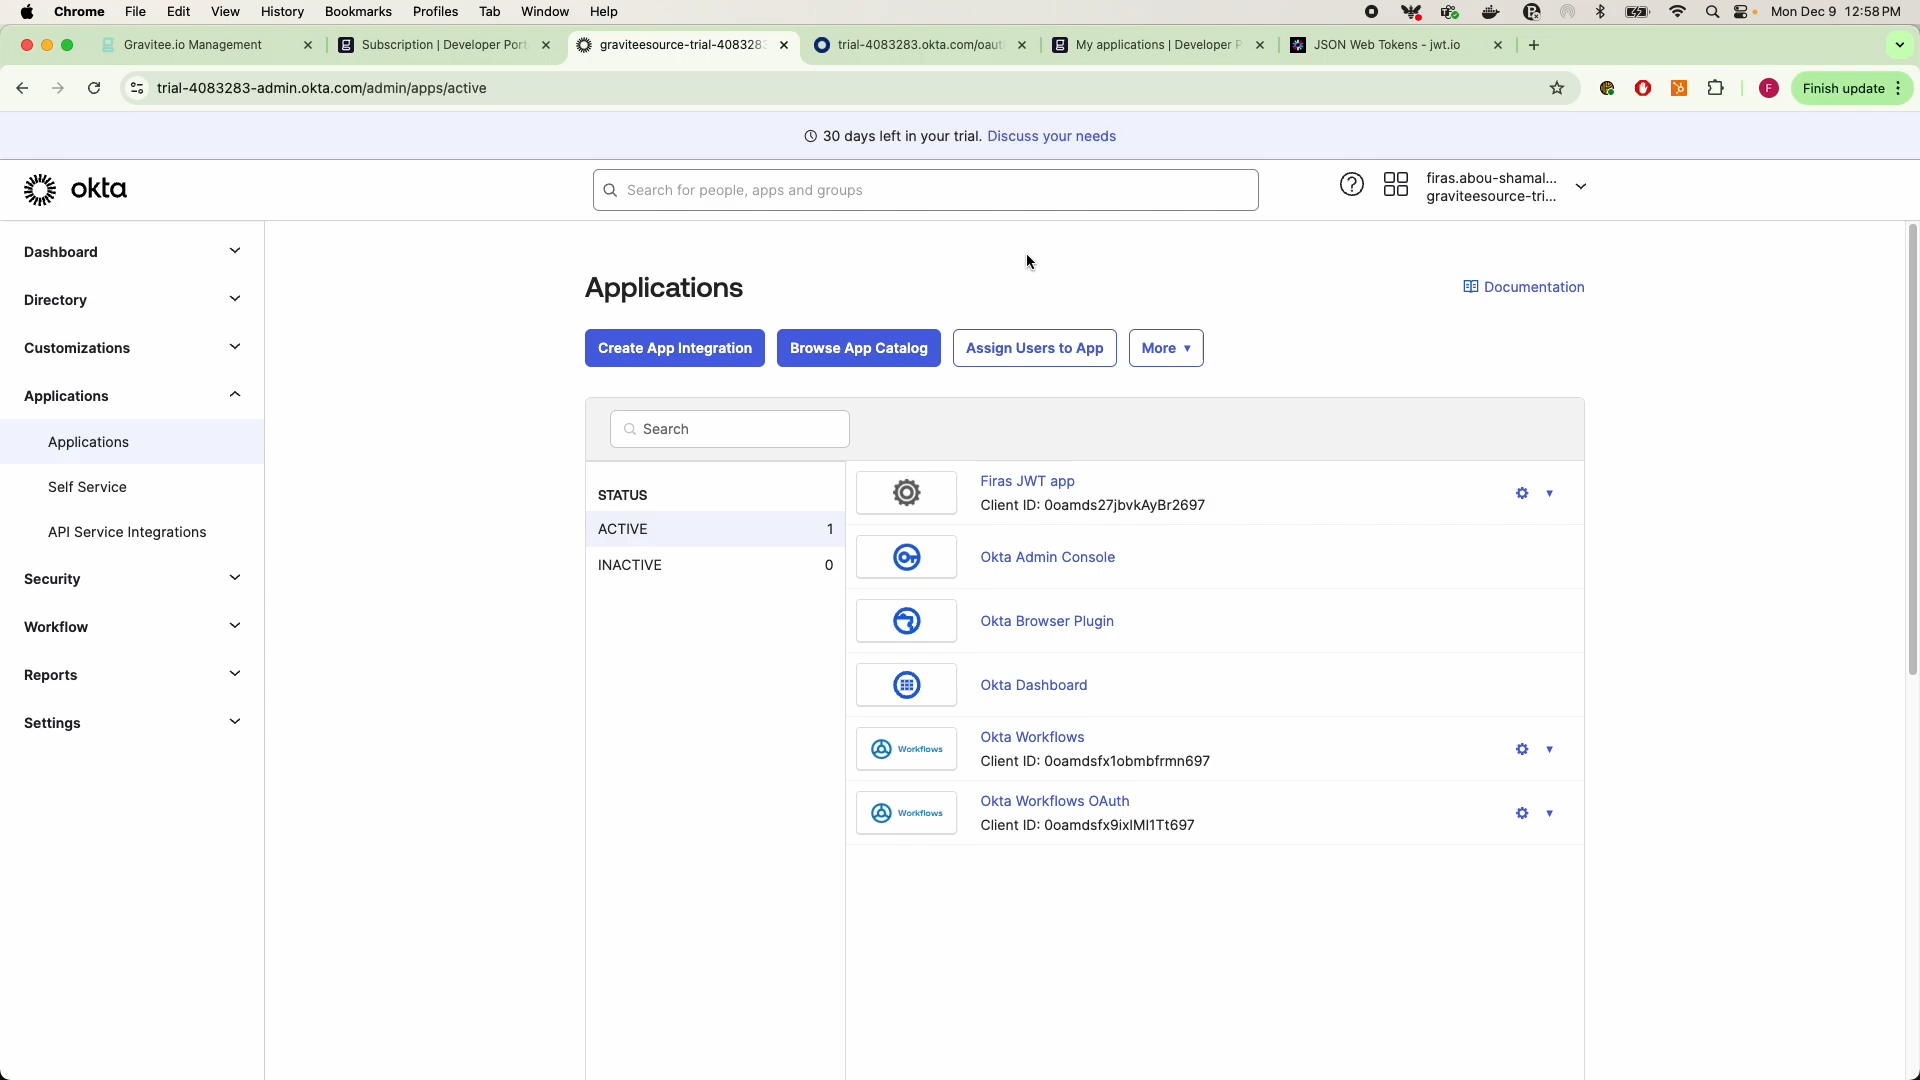 Chrome File Edit View History Bookmarks Profiles Tab Window Help Mon Dec 9 12:58 PM
Gravitee.io Management
Subscription | Developer Port
graviteesource-trial-4083283
trial-4083283.okta.com/oaut
My applications | Developer P
JSON Web Tokens - jwt.io
trial-4083283-admin.okta.com/admin/apps/active
F
Finish update
30 days left in your trial. Discuss your needs
okta
Search for people, apps and groups
firas.abou-shamal...
graviteesource-tri...
Dashboard
Directory
Customizations
Applications
Applications
Self Service
API Service Integrations
Security
Workflow
Reports
Settings
Applications
Documentation
Create App Integration
Browse App Catalog
Assign Users to App
More
Search
STATUS
ACTIVE 1
INACTIVE 0
Firas JWT app
Client ID: 0oamds27jbvkAyBr2697
Okta Admin Console
Okta Browser Plugin
Okta Dashboard
Workflows
Okta Workflows
Client ID: 0oamdsfx1obmbfrmn697
Workflows
Okta Workflows OAuth
Client ID: 0oamdsfx9ixIMI1Tt697